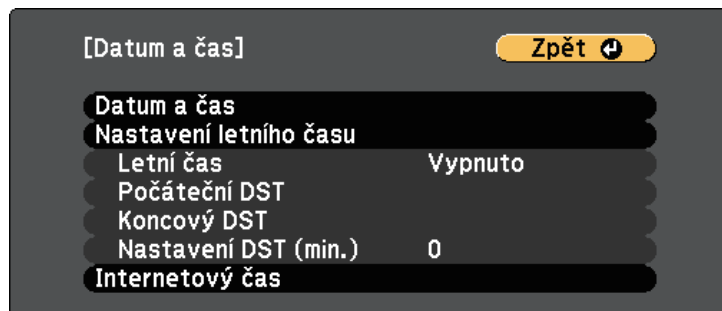 [Datum a čas] Zpět
Datum a čas
Nastavení letního času
Letní čas Vypnuto
Počáteční DST
Koncový DST
Nastavení DST (min.) 0
Internetový čas